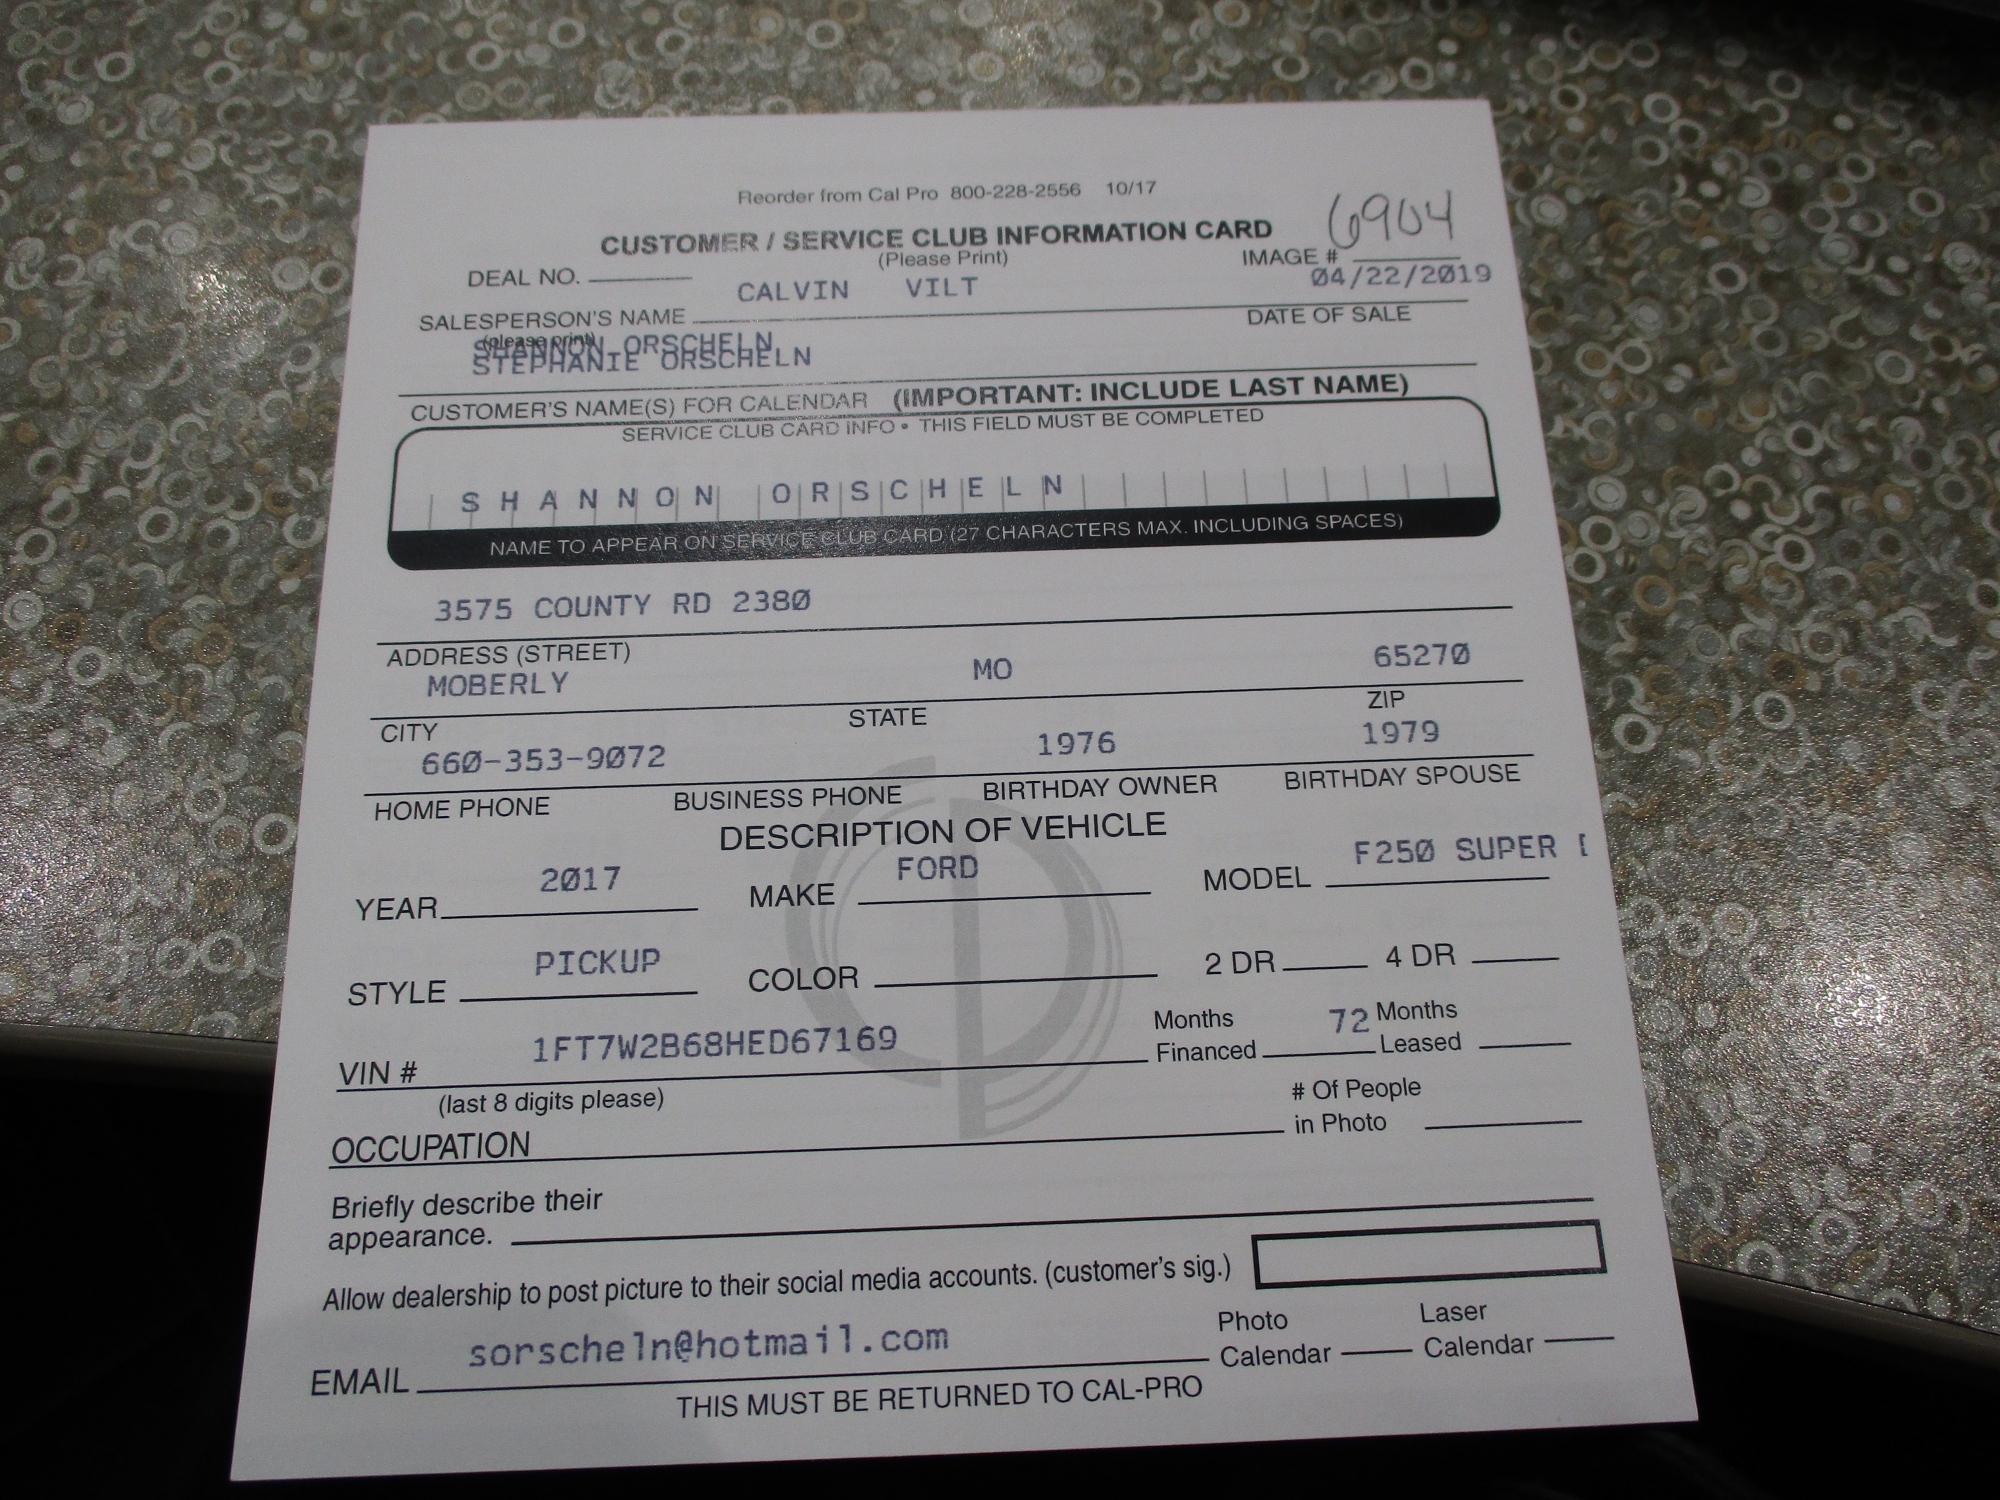 Reorder from Cal Pro 800-228-2556 10/17
6904
CUSTOMER / SERVICE CLUB INFORMATION CARD
(Please Print)
IMAGE #
DEAL NO.
CALVIN VILT
04/22/2019
SALESPERSON'S NAME
DATE OF SALE
(please print)
SHANNON ORSCHELN
STEPHANIE ORSCHELN
CUSTOMER'S NAME(S) FOR CALENDAR (IMPORTANT: INCLUDE LAST NAME)
SERVICE CLUB CARD INFO • THIS FIELD MUST BE COMPLETED
SHANNON ORSCHELN
NAME TO APPEAR ON SERVICE CLUB CARD (27 CHARACTERS MAX. INCLUDING SPACES)
3575 COUNTY RD 2380
ADDRESS (STREET)
MOBERLY MO 65270
CITY STATE ZIP
660-353-9072 1976 1979
HOME PHONE BUSINESS PHONE BIRTHDAY OWNER BIRTHDAY SPOUSE
DESCRIPTION OF VEHICLE
YEAR 2017 MAKE FORD MODEL F250 SUPER
STYLE PICKUP COLOR 2 DR 4 DR
VIN # 1FT7W2B68HED67169 Months Financed 72 Months Leased
(last 8 digits please)
OCCUPATION # Of People in Photo
Briefly describe their
appearance.
Allow dealership to post picture to their social media accounts. (customer's sig.)
EMAIL sorscheln@hotmail.com Photo Calendar Laser Calendar
THIS MUST BE RETURNED TO CAL-PRO